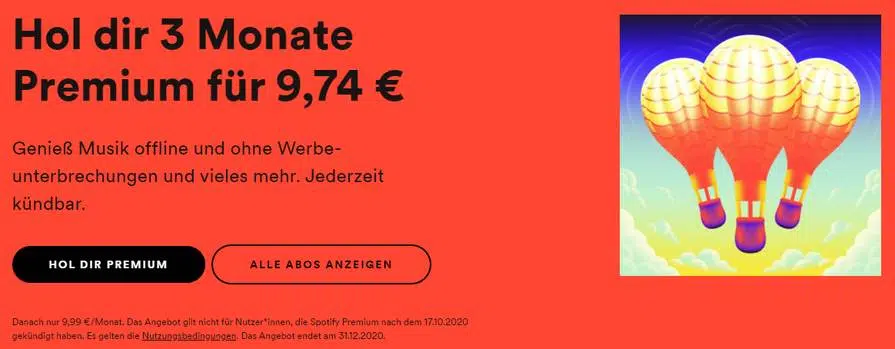 Hol dir 3 Monate
Premium für 9,74 €
Genieß Musik offline und ohne Werbe-
unterbrechungen und vieles mehr. Jederzeit
kündbar.
HOL DIR PREMIUM
ALLE ABOS ANZEIGEN
Danach nur 9,99 €/Monat. Das Angebot gilt nicht für Nutzer*innen, die Spotify Premium nach dem 17.10.2020
gekündigt haben. Es gelten die Nutzungsbedingungen. Das Angebot endet am 31.12.2020.